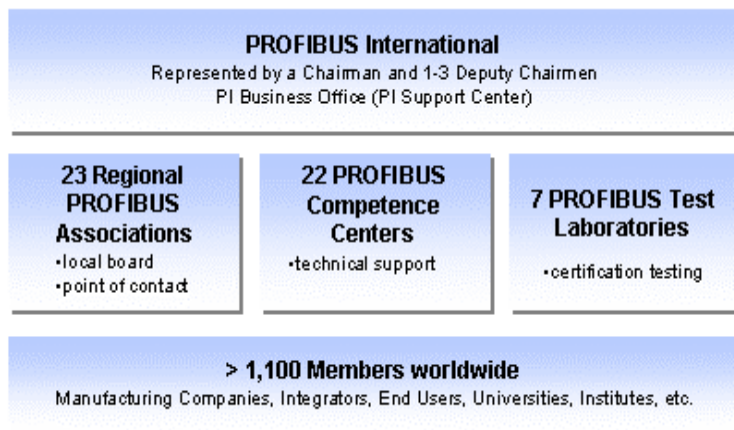 PROFIBUS International
Represented by a Chairman and 1-3 Deputy Chairmen
PI Business Office (PI Support Center)
23 Regional
PROFIBUS
Associations
•local board
•point of contact
22 PROFIBUS
Competence
Centers
•technical support
7 PROFIBUS Test
Laboratories
•certification testing
> 1,100 Members worldwide
Manufacturing Companies, Integrators, End Users, Universities, Institutes, etc.